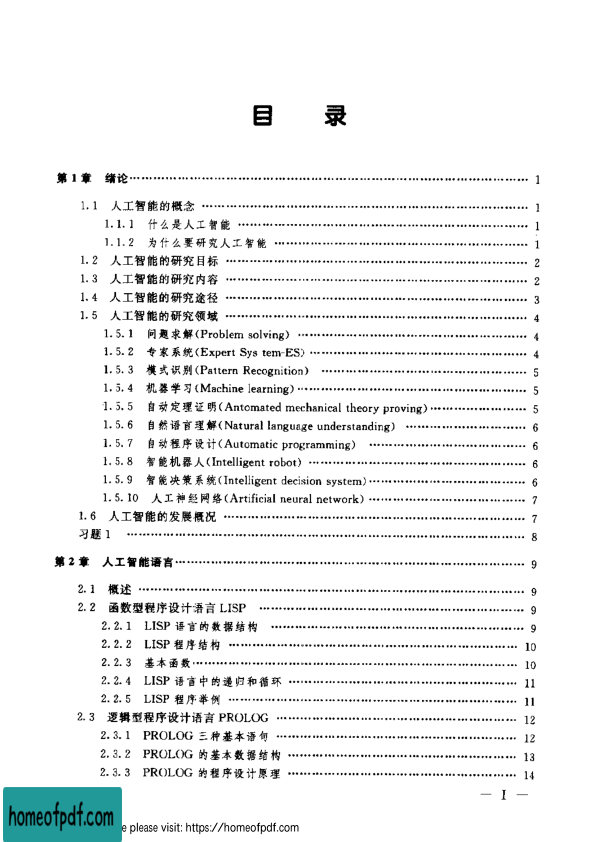 目 录
第1章 绪论 …… 1
1.1 人工智能的概念 …… 1
1.1.1 什么是人工智能 …… 1
1.1.2 为什么要研究人工智能 …… 1
1.2 人工智能的研究目标 …… 2
1.3 人工智能的研究内容 …… 2
1.4 人工智能的研究途径 …… 3
1.5 人工智能的研究领域 …… 4
1.5.1 问题求解(Problem solving) …… 4
1.5.2 专家系统(Expert Sys tem-ES) …… 4
1.5.3 模式识别(Pattern Recognition) …… 5
1.5.4 机器学习(Machine learning) …… 5
1.5.5 自动定理证明(Antomated mechanical theory proving) …… 5
1.5.6 自然语言理解(Natural language understanding) …… 6
1.5.7 自动程序设计(Automatic programming) …… 6
1.5.8 智能机器人(Intelligent robot) …… 6
1.5.9 智能决策系统(Intelligent decision system) …… 6
1.5.10 人工神经网络(Artificial neural network) …… 7
1.6 人工智能的发展概况 …… 7
习题1 …… 8
第2章 人工智能语言 …… 9
2.1 概述 …… 9
2.2 函数型程序设计语言LISP …… 9
2.2.1 LISP语言的数据结构 …… 9
2.2.2 LISP程序结构 …… 10
2.2.3 基本函数 …… 10
2.2.4 LISP语言中的递归和循环 …… 11
2.2.5 LISP程序举例 …… 11
2.3 逻辑型程序设计语言PROLOG …… 12
2.3.1 PROLOG三种基本语句 …… 12
2.3.2 PROLOG的基本数据结构 …… 13
2.3.3 PROLOG的程序设计原理 …… 14
— I —
homeofpdf.com
e please visit: https://homeofpdf.com